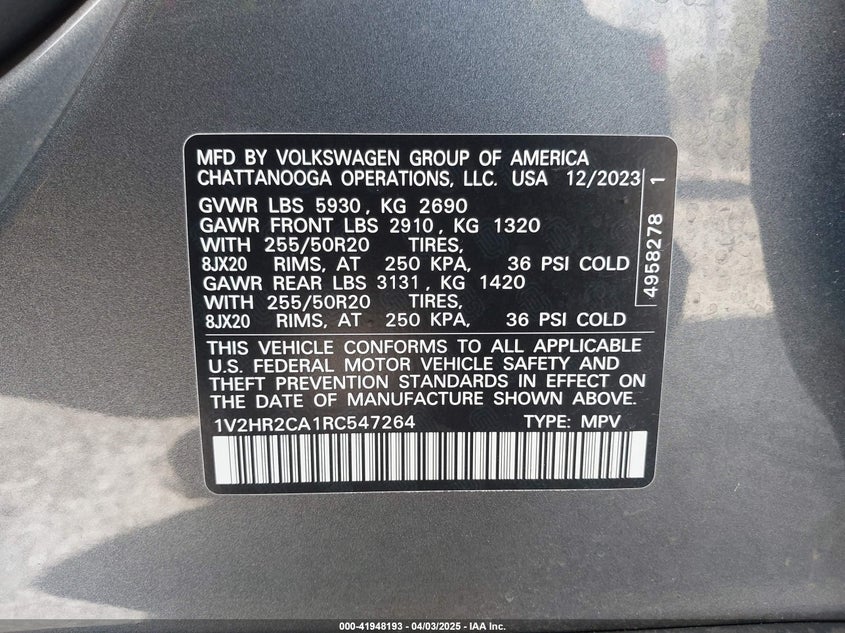 MFD BY VOLKSWAGEN GROUP OF AMERICA
CHATTANOOGA OPERATIONS, LLC. USA 12/2023
GVWR LBS 5930, KG 2690
GAWR FRONT LBS 2910, KG 1320
WITH 255/50R20 TIRES,
8JX20 RIMS, AT 250 KPA, 36 PSI COLD
GAWR REAR LBS 3131, KG 1420
WITH 255/50R20 TIRES,
8JX20 RIMS, AT 250 KPA, 36 PSI COLD
4958278 1
THIS VEHICLE CONFORMS TO ALL APPLICABLE
U.S. FEDERAL MOTOR VEHICLE SAFETY AND
THEFT PREVENTION STANDARDS IN EFFECT ON
THE DATE OF MANUFACTURE SHOWN ABOVE.
1V2HR2CA1RC547264 TYPE: MPV
000-41948193 - 04/03/2025 - IAA Inc.